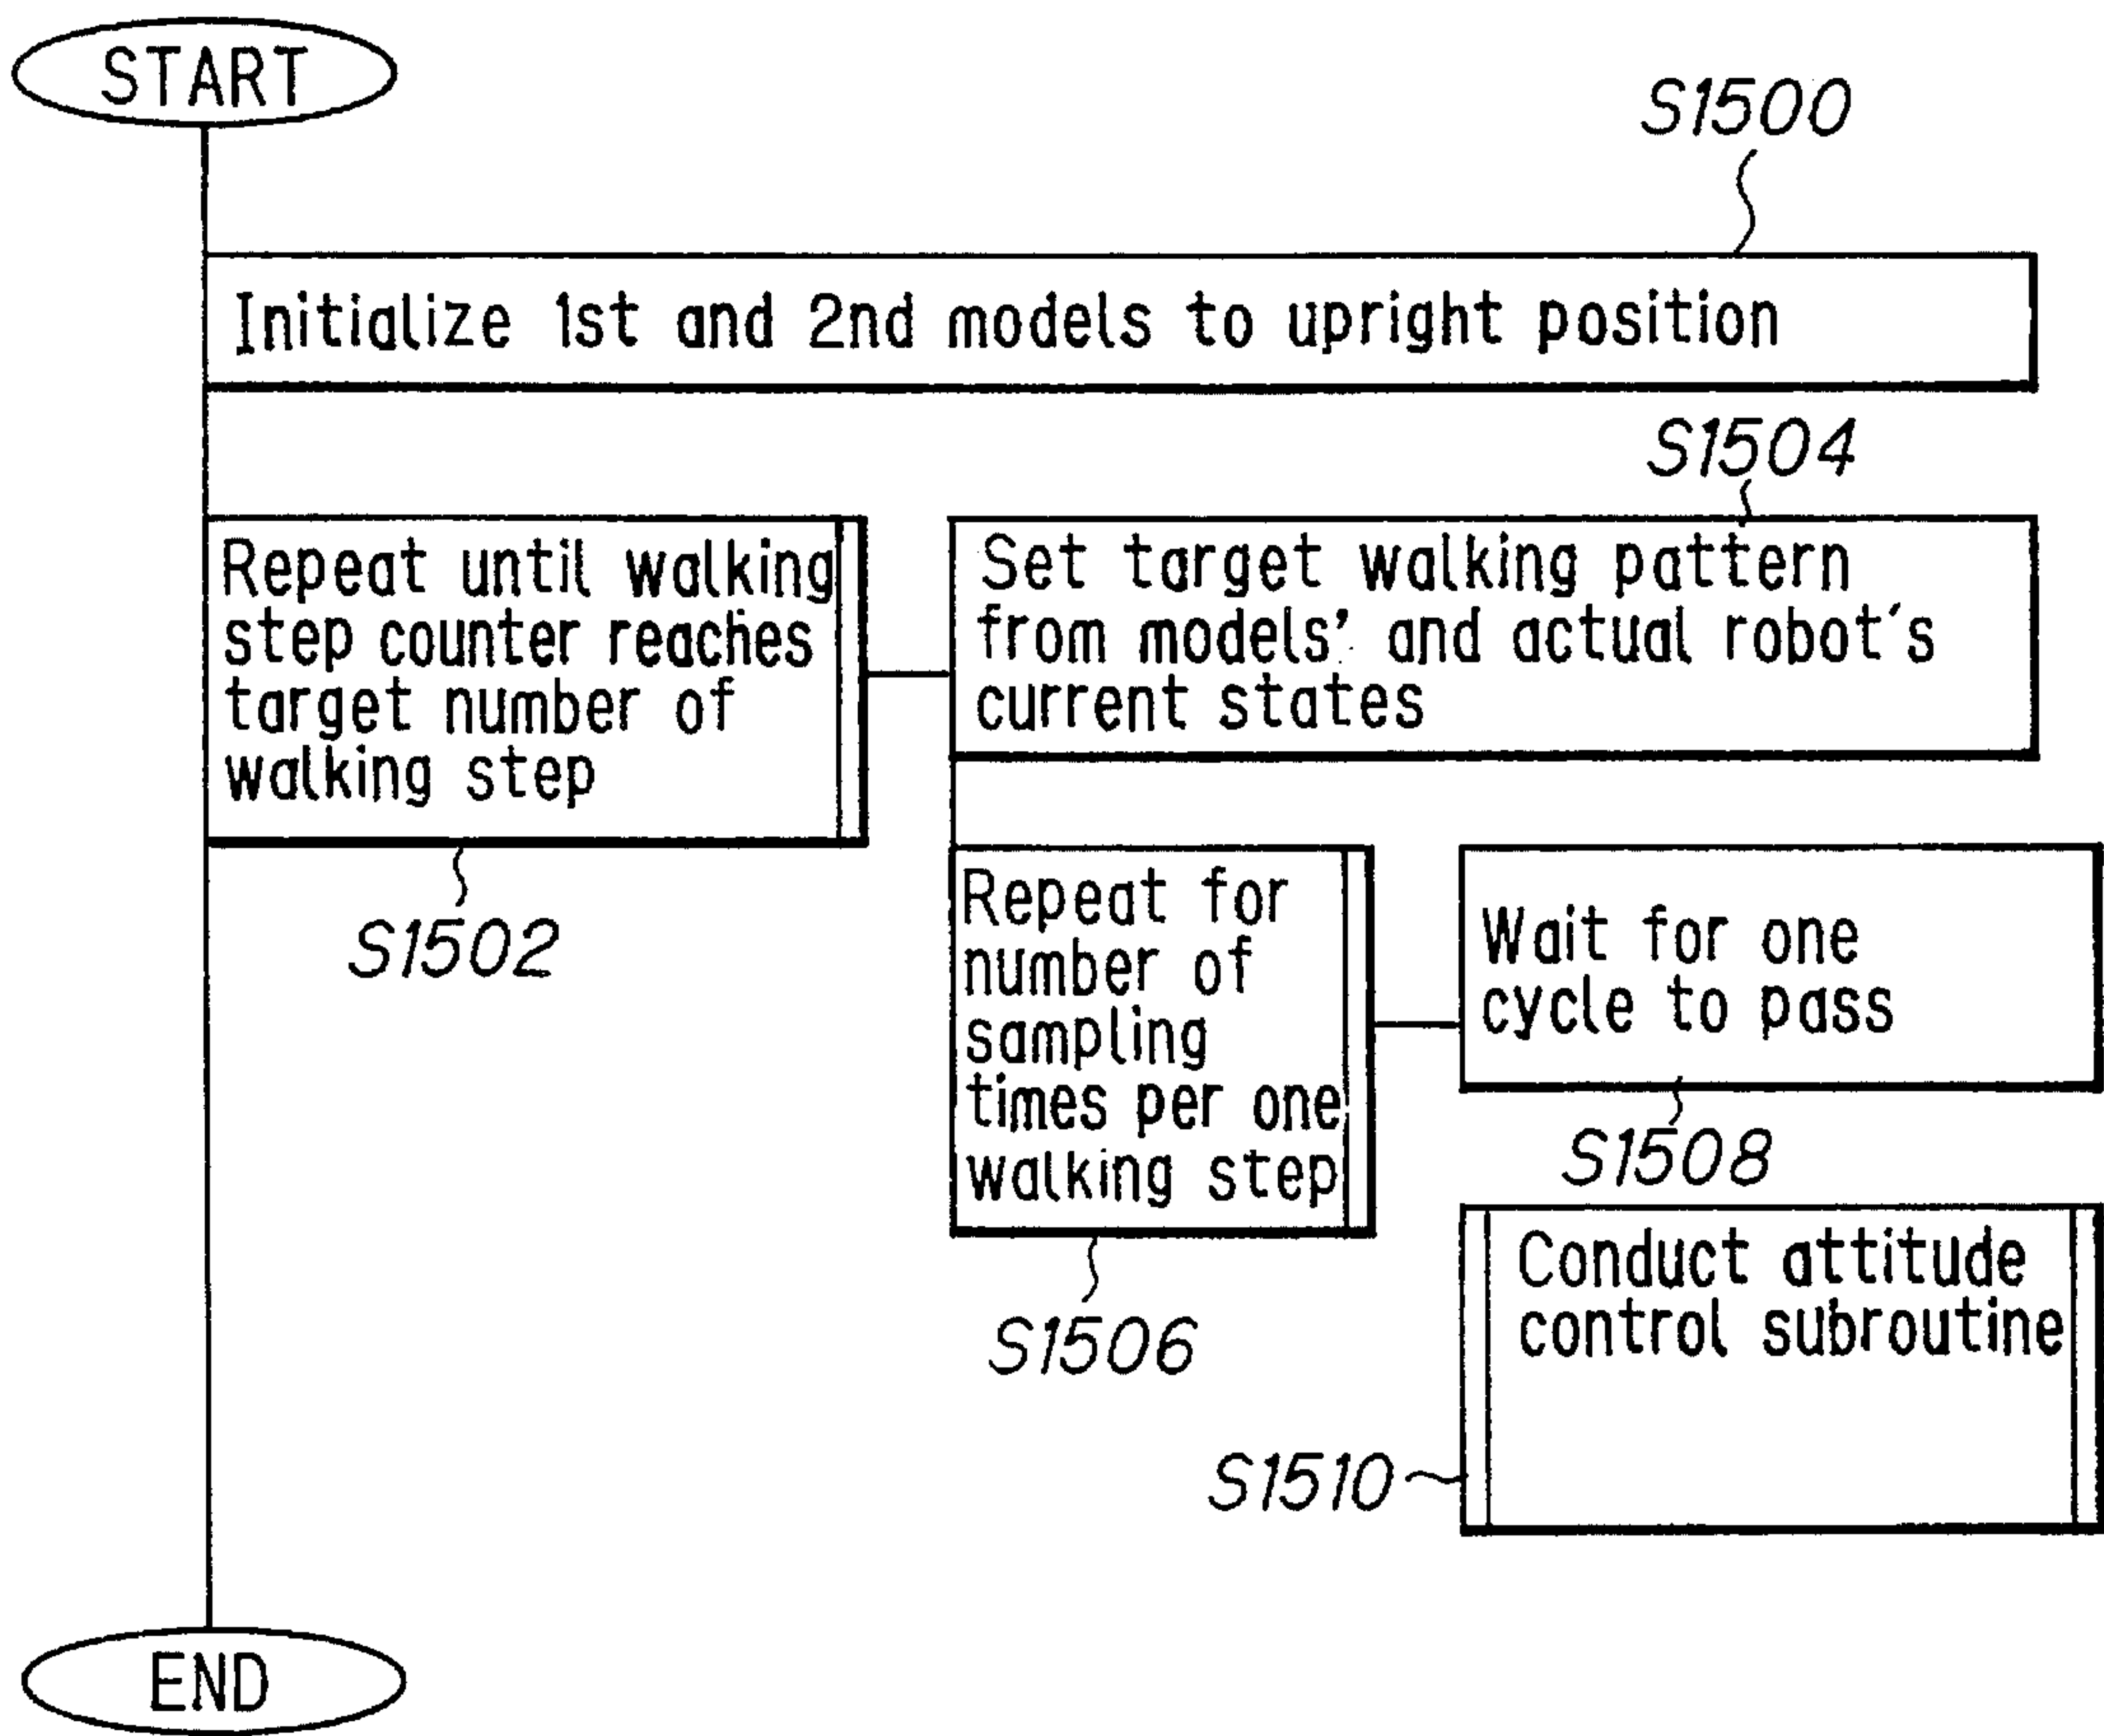 START
S1500
Initialize 1st and 2nd models to upright position
S1504
Repeat until walking
step counter reaches
target number of
walking step
Set target walking pattern
from models' and actual robot's
current states
S1502
Repeat for
number of
sampling
times per one
walking step
Wait for one
cycle to pass
S1508
S1506
Conduct attitude
control subroutine
S1510
END